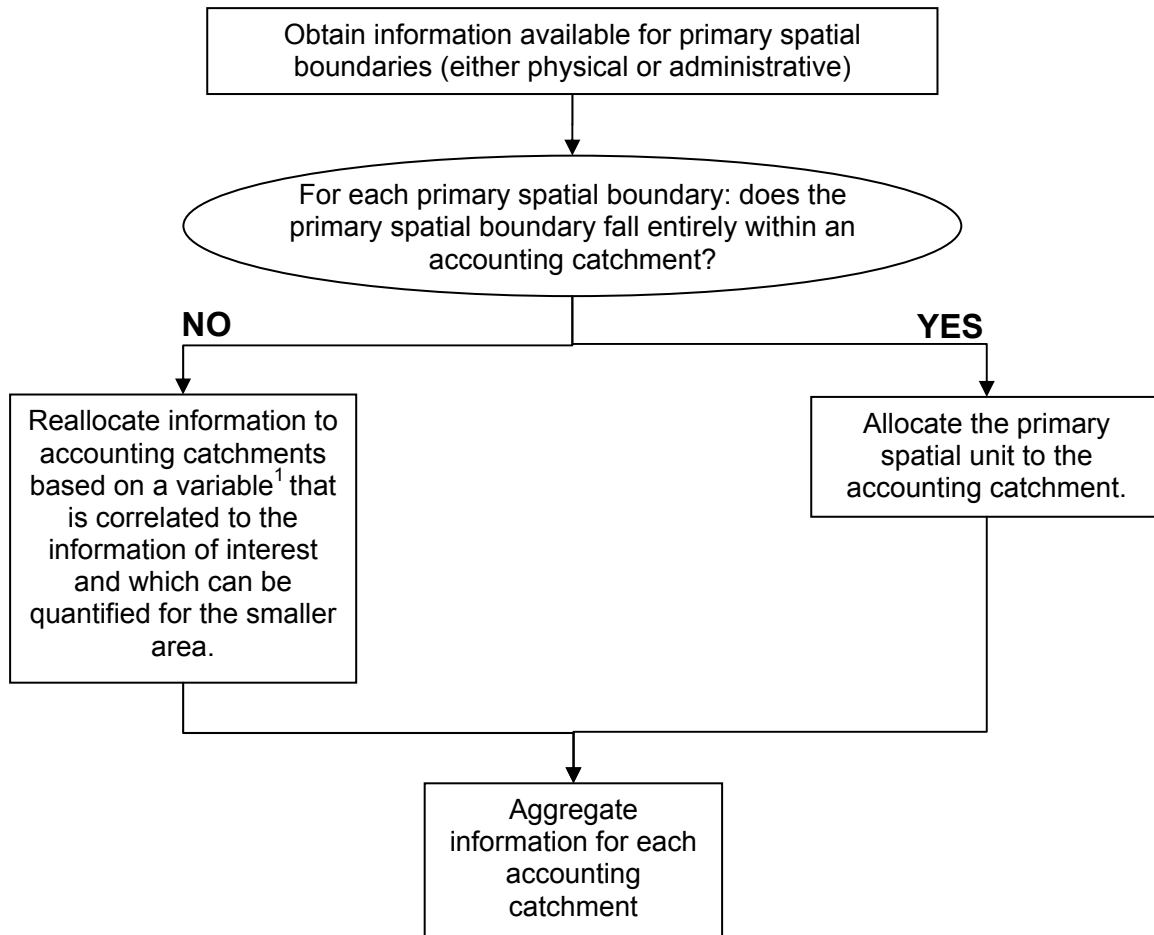 Obtain information available for primary spatial
boundaries (either physical or administrative)
For each primary spatial boundary: does the
primary spatial boundary fall entirely within an
accounting catchment?
NO
YES
Reallocate information to
accounting catchments
based on a variable¹ that
is correlated to the
information of interest
and which can be
quantified for the smaller
area.
Allocate the primary
spatial unit to the
accounting catchment.
Aggregate
information for each
accounting
catchment